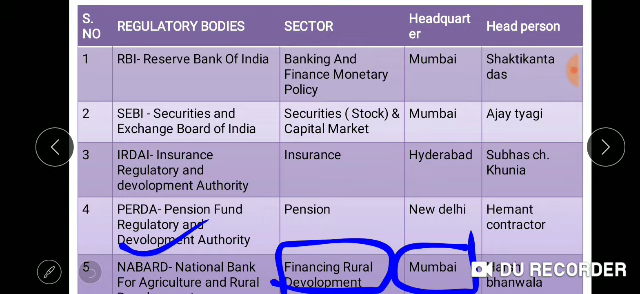 S. NO
REGULATORY BODIES
SECTOR
Headquart
er
Head person
1
RBI- Reserve Bank Of India
Banking And
Finance Monetary
Policy
Mumbai
Shaktikanta
das
2
SEBI - Securities and
Exchange Board of India
Securities ( Stock) &
Capital Market
Mumbai
Ajay tyagi
3
IRDAI- Insurance
Regulatory and
devolopment Authority
Insurance
Hyderabad
Subhas ch.
Khunia
4
PERDA- Pension Fund
Regulatory and
Devolopment Authority
Pension
New delhi
Hemant
contractor
5
NABARD- National Bank
For Agriculture and Rural
Financing Rural
Devolopment
Mumbai
bhanwala
DU RECORDER